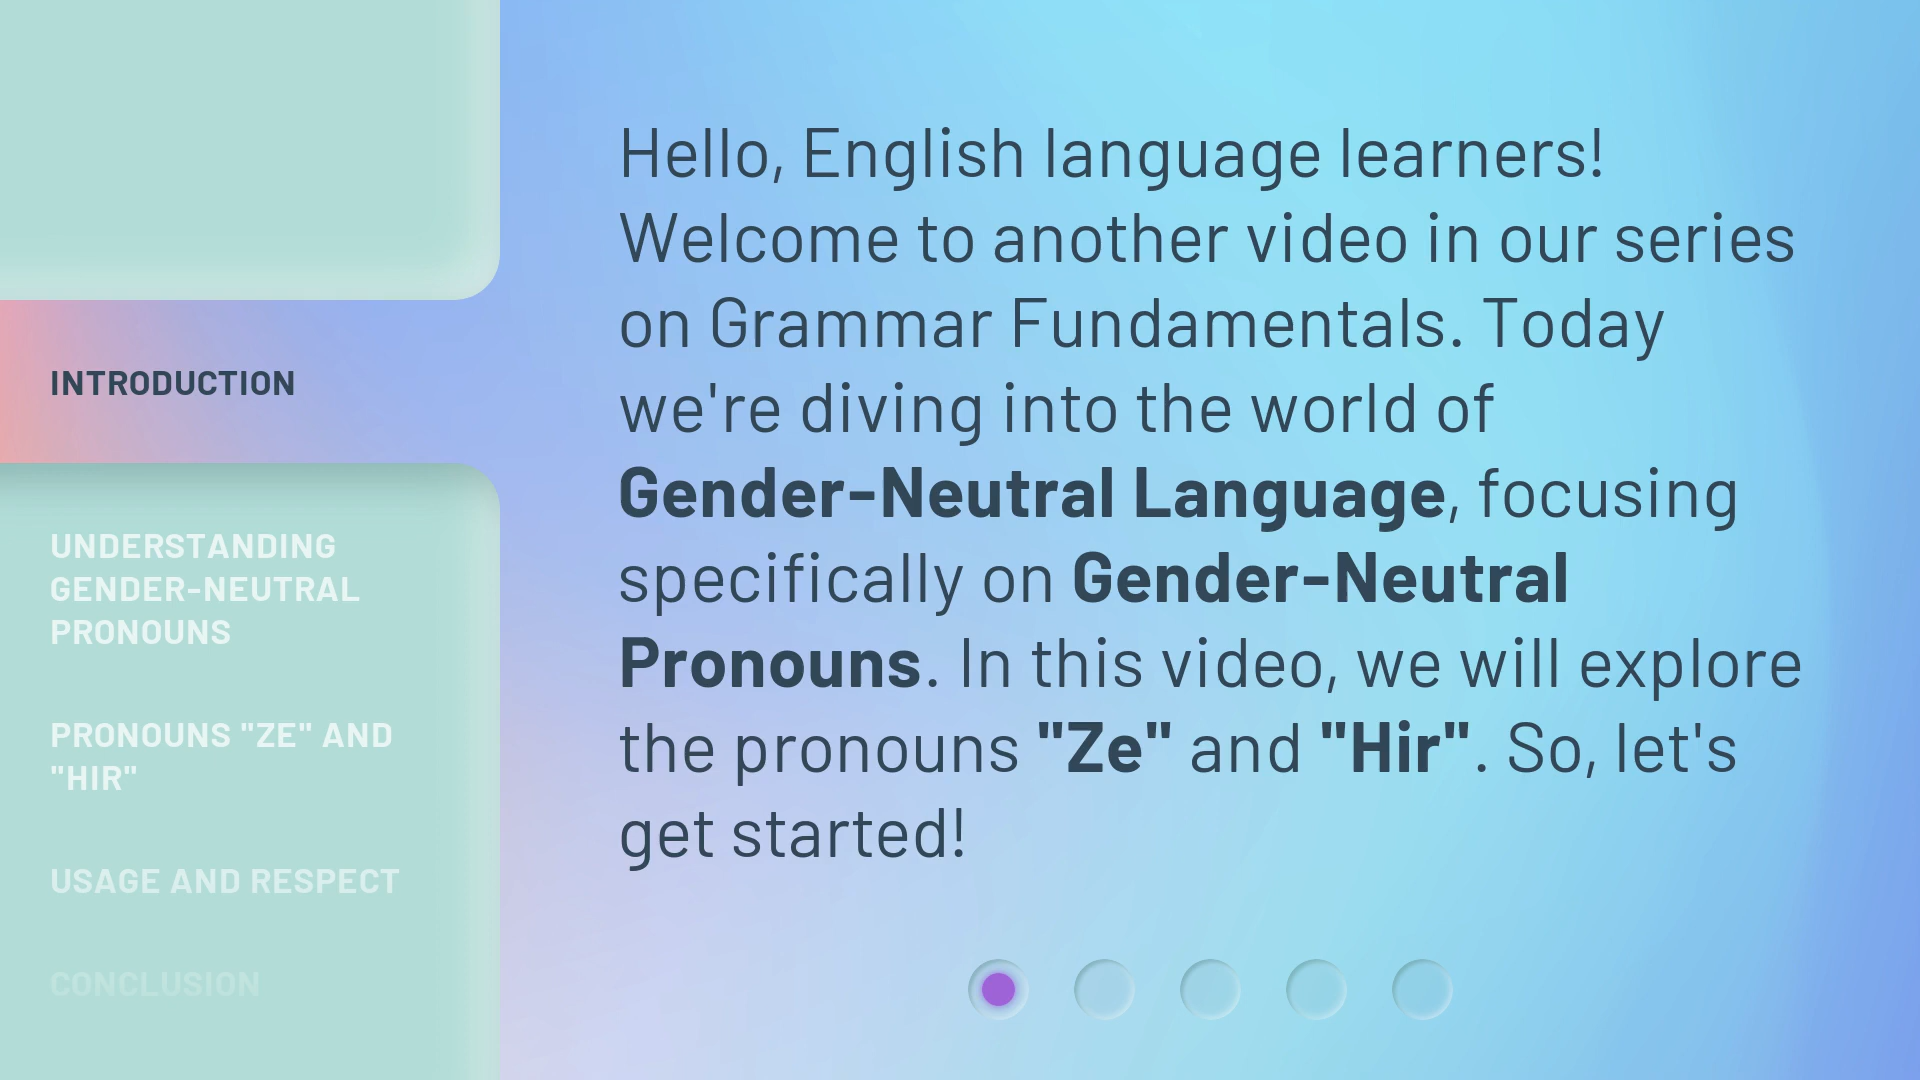 INTRODUCTION
UNDERSTANDING
GENDER-NEUTRAL
PRONOUNS
PRONOUNS "ZE" AND
"HIR"
USAGE AND RESPECT
CONCLUSION
Hello, English language learners!
Welcome to another video in our series
on Grammar Fundamentals. Today
we're diving into the world of
Gender-Neutral Language, focusing
specifically on Gender-Neutral
Pronouns. In this video, we will explore
the pronouns "Ze" and "Hir". So, let's
get started!